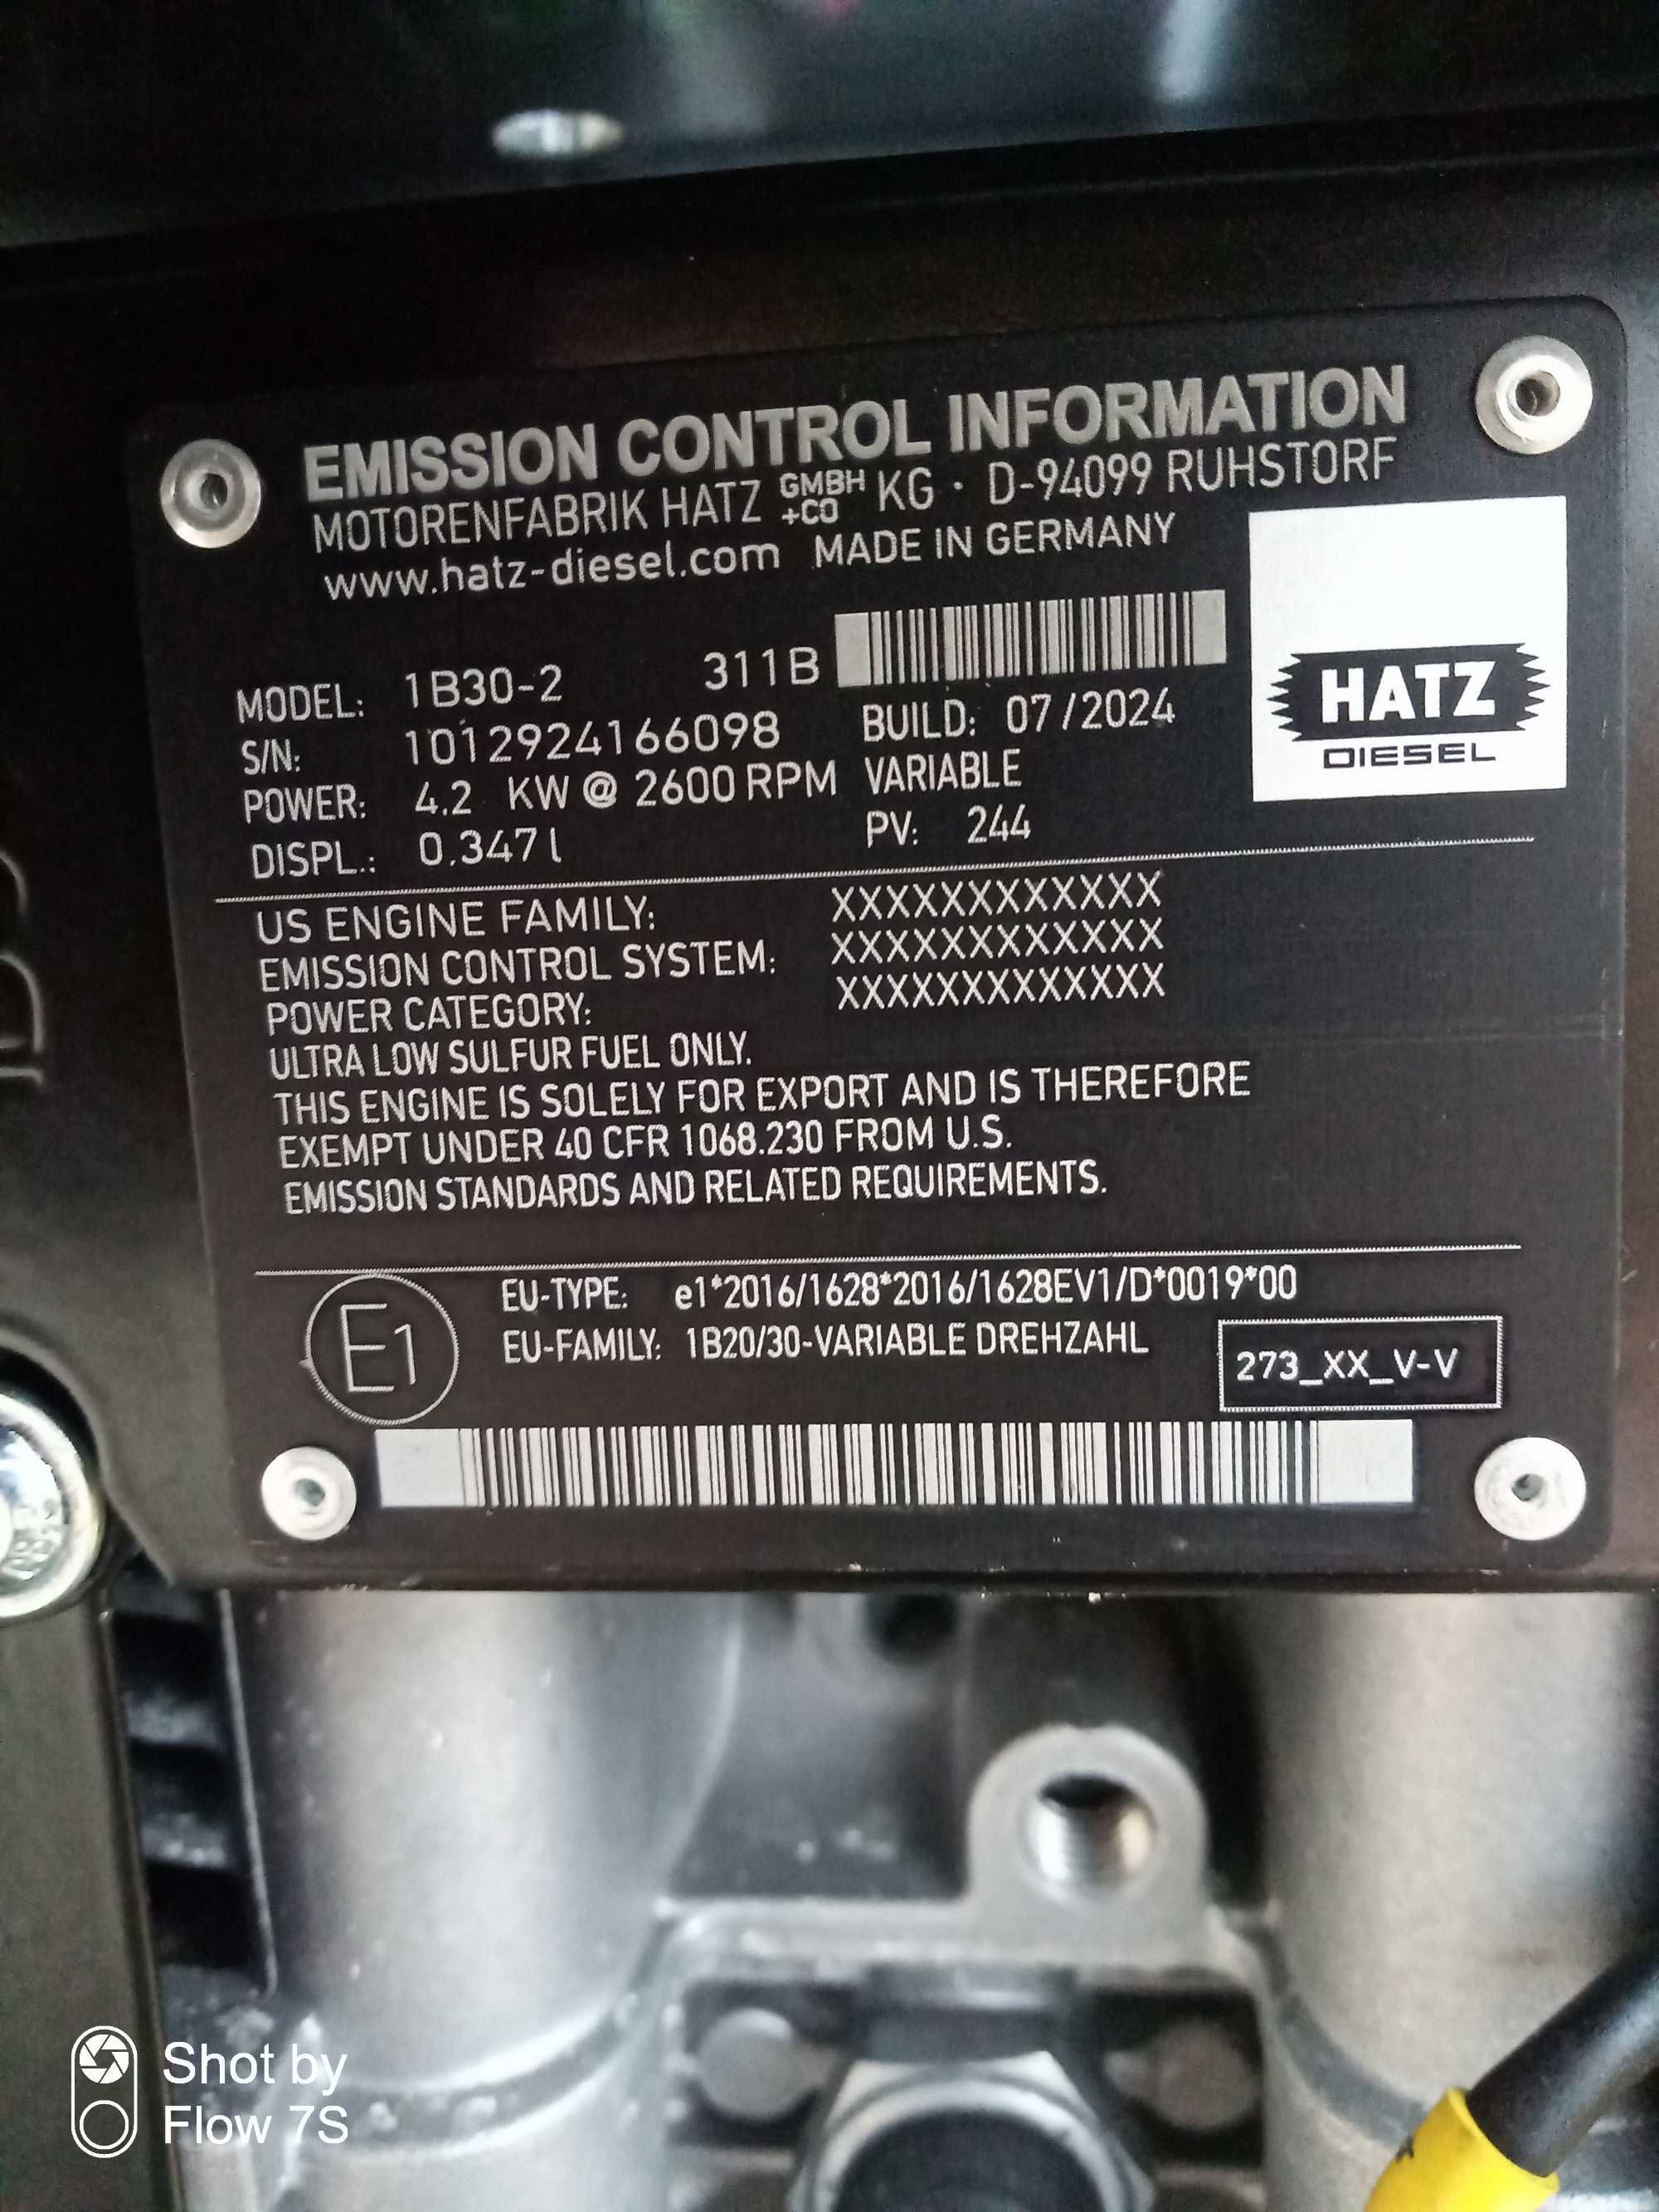 EMISSION CONTROL INFORMATION
MOTORENFABRIK HATZ GMBH +CO KG · D-94099 RUHSTORF
www.hatz-diesel.com MADE IN GERMANY
HATZ
DIESEL
MODEL: 1B30-2 311B
S/N: 1012924166098 BUILD: 07/2024
POWER: 4.2 KW @ 2600 RPM VARIABLE
DISPL.: 0.347l PV: 244
US ENGINE FAMILY: XXXXXXXXXXXX
EMISSION CONTROL SYSTEM: XXXXXXXXXXXX
POWER CATEGORY: XXXXXXXXXXXXX
ULTRA LOW SULFUR FUEL ONLY.
THIS ENGINE IS SOLELY FOR EXPORT AND IS THEREFORE
EXEMPT UNDER 40 CFR 1068.230 FROM U.S.
EMISSION STANDARDS AND RELATED REQUIREMENTS.
E1
EU-TYPE: e1*2016/1628*2016/1628EV1/D*0019*00
EU-FAMILY: 1B20/30-VARIABLE DREHZAHL
273_XX_V-V
Shot by
Flow 7S